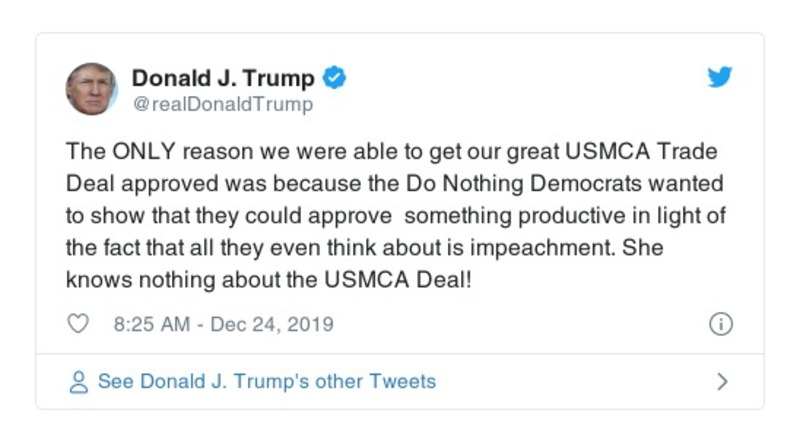 Donald J. Trump
@realDonaldTrump
The ONLY reason we were able to get our great USMCA Trade
Deal approved was because the Do Nothing Democrats wanted
to show that they could approve  something productive in light of
the fact that all they even think about is impeachment. She
knows nothing about the USMCA Deal!
8:25 AM - Dec 24, 2019
See Donald J. Trump's other Tweets